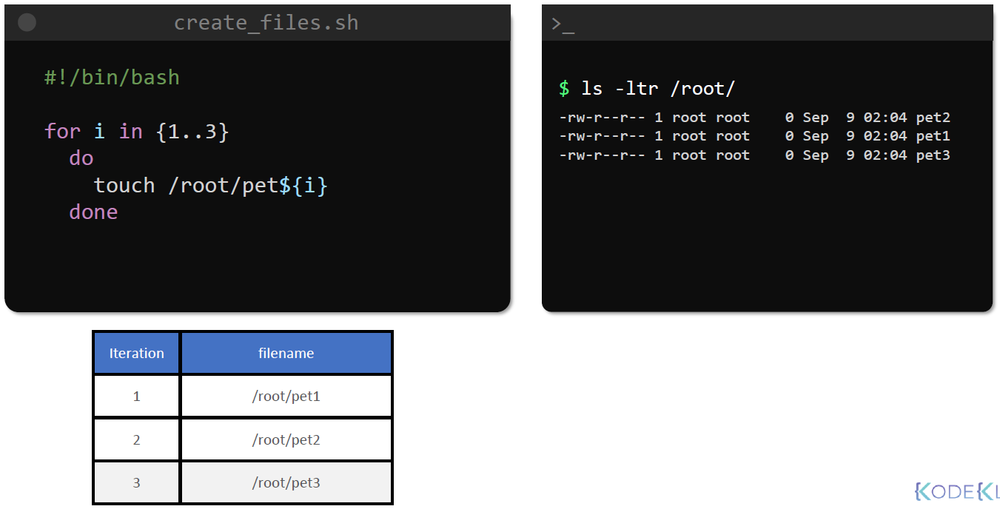 create_files.sh
#!/bin/bash
for i in {1..3}
do
touch /root/pet${i}
done
>_
$ ls -ltr /root/
-rw-r--r-- 1 root root 0 Sep 9 02:04 pet2
-rw-r--r-- 1 root root 0 Sep 9 02:04 pet1
-rw-r--r-- 1 root root 0 Sep 9 02:04 pet3
Iteration filename
1 /root/pet1
2 /root/pet2
3 /root/pet3
{KODE{KL